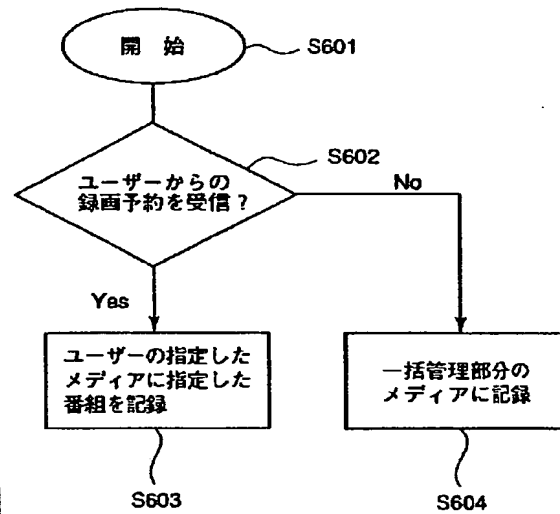 開 始
S601
S602
ユーザーからの
録画予約を受信?
No
Yes
ユーザーの指定した
メディアに指定した
番組を記録
一括管理部分の
メディアに記録
S603
S604